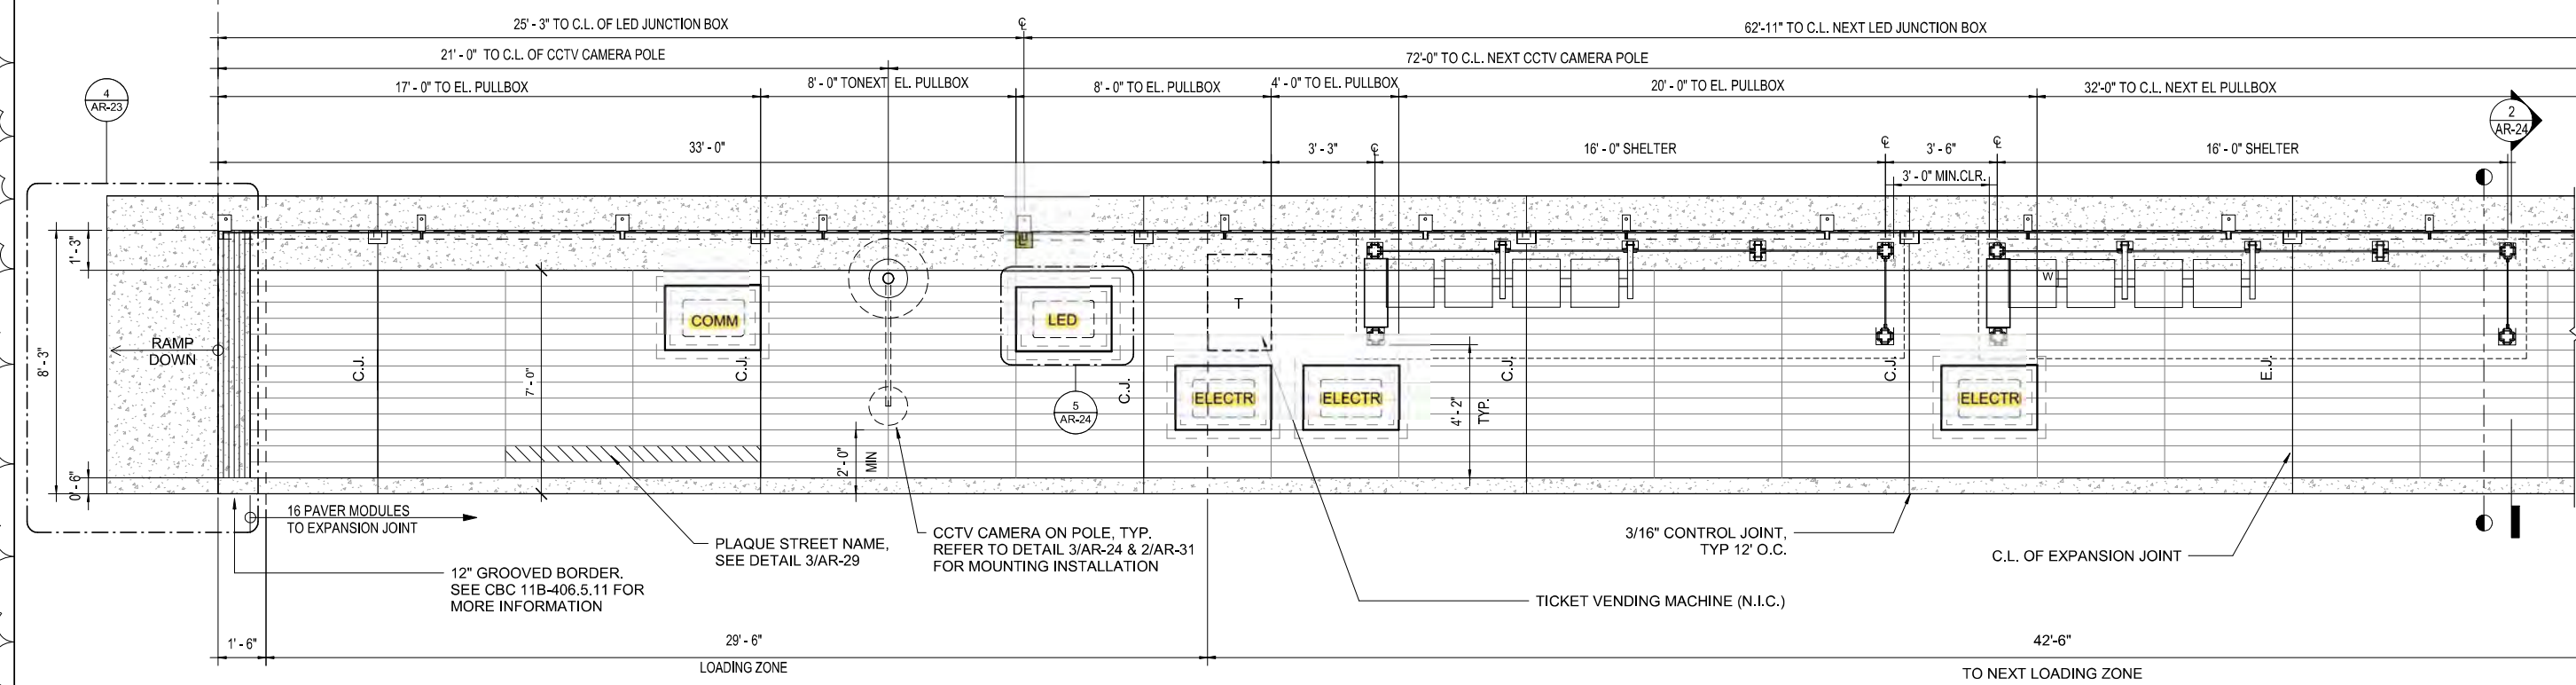 25' - 3" TO C.L. OF LED JUNCTION BOX
℄
62'-11" TO C.L. NEXT LED JUNCTION BOX
21' - 0" TO C.L. OF CCTV CAMERA POLE
72'-0" TO C.L. NEXT CCTV CAMERA POLE
17' - 0" TO EL. PULLBOX
8' - 0" TONEXT EL. PULLBOX
8' - 0" TO EL. PULLBOX
4' - 0" TO EL. PULLBOX
20' - 0" TO EL. PULLBOX
32'-0" TO C.L. NEXT EL PULLBOX
4
AR-23
2
AR-24
33' - 0"
3' - 3"
℄
16' - 0" SHELTER
℄
3' - 6"
℄
16' - 0" SHELTER
3' - 0" MIN.CLR.
1' - 3"
8' - 3"
0' - 6"
RAMP
DOWN
C.J.
7' - 0"
COMM
C.J.
LED
C.J.
T
ELECTR
ELECTR
C.J.
C.J.
W
ELECTR
E.J.
5
AR-24
2' - 0"
MIN
4' - 2"
TYP.
16 PAVER MODULES
TO EXPANSION JOINT
PLAQUE STREET NAME,
SEE DETAIL 3/AR-29
CCTV CAMERA ON POLE, TYP.
REFER TO DETAIL 3/AR-24 & 2/AR-31
FOR MOUNTING INSTALLATION
3/16" CONTROL JOINT,
TYP 12' O.C.
C.L. OF EXPANSION JOINT
12" GROOVED BORDER.
SEE CBC 11B-406.5.11 FOR
MORE INFORMATION
TICKET VENDING MACHINE (N.I.C.)
1' - 6"
29' - 6"
LOADING ZONE
42'-6"
TO NEXT LOADING ZONE